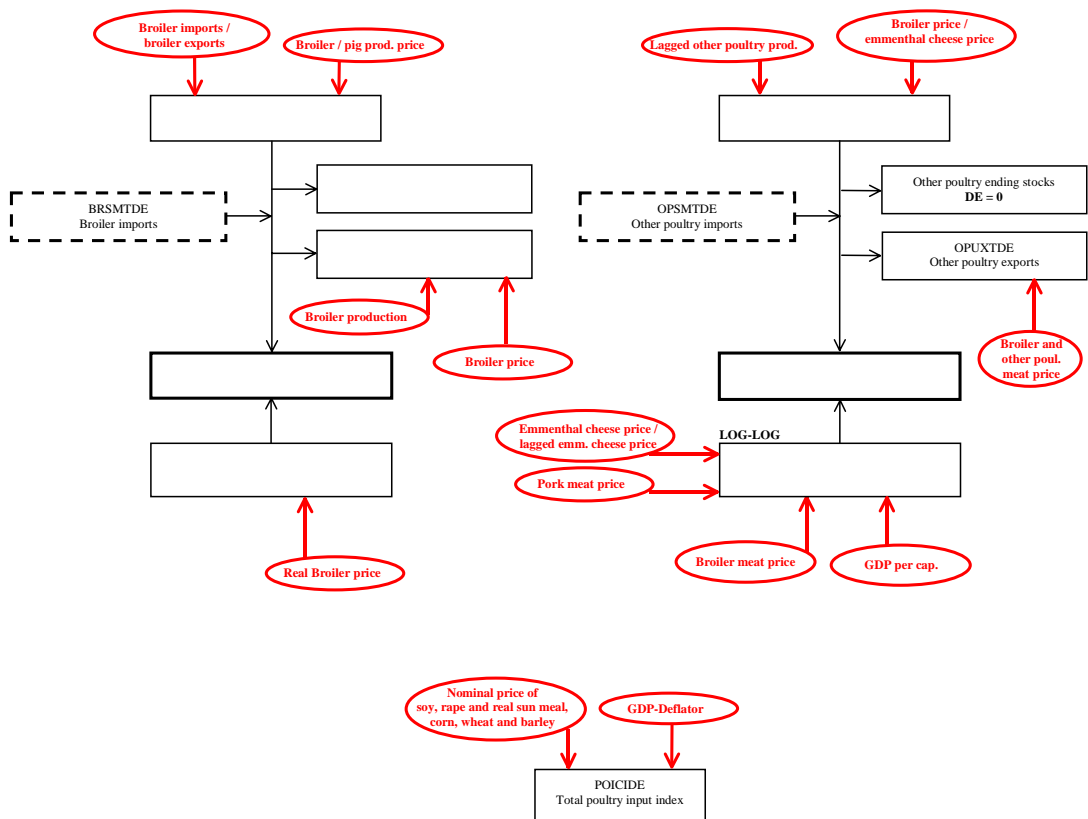 Broiler imports /
broiler exports
Broiler / pig prod. price
Lagged other poultry prod.
Broiler price /
emmenthal cheese price
BRSMTDE
Broiler imports
OPSMTDE
Other poultry imports
Other poultry ending stocks
DE = 0
OPUXTDE
Other poultry exports
Broiler production
Broiler price
Broiler and
other poul.
meat price
Emmenthal cheese price /
lagged emm. cheese price
LOG-LOG
Pork meat price
Real Broiler price
Broiler meat price
GDP per cap.
Nominal price of
soy, rape and real sun meal,
corn, wheat and barley
GDP-Deflator
POICIDE
Total poultry input index